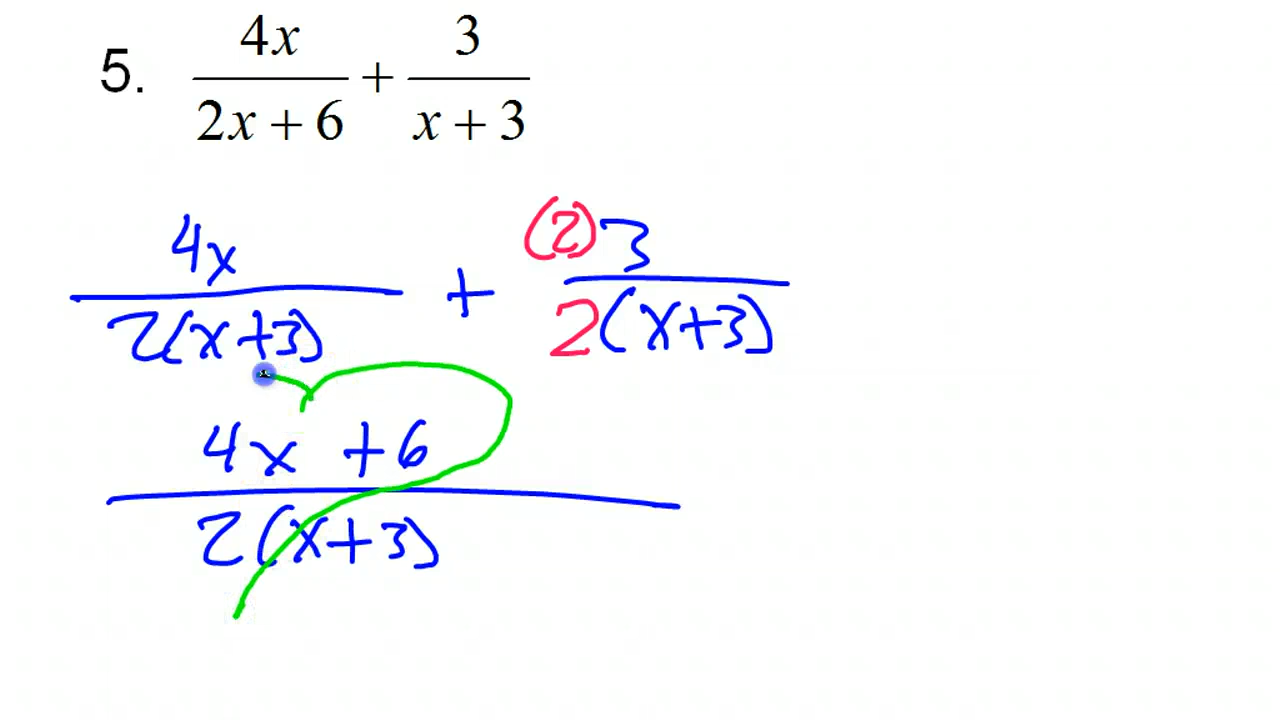 5. 4x/(2x + 6) + 3/(x + 3)
4x/2(x+3) + (2)3/2(x+3)
4x +6/2(x+3)